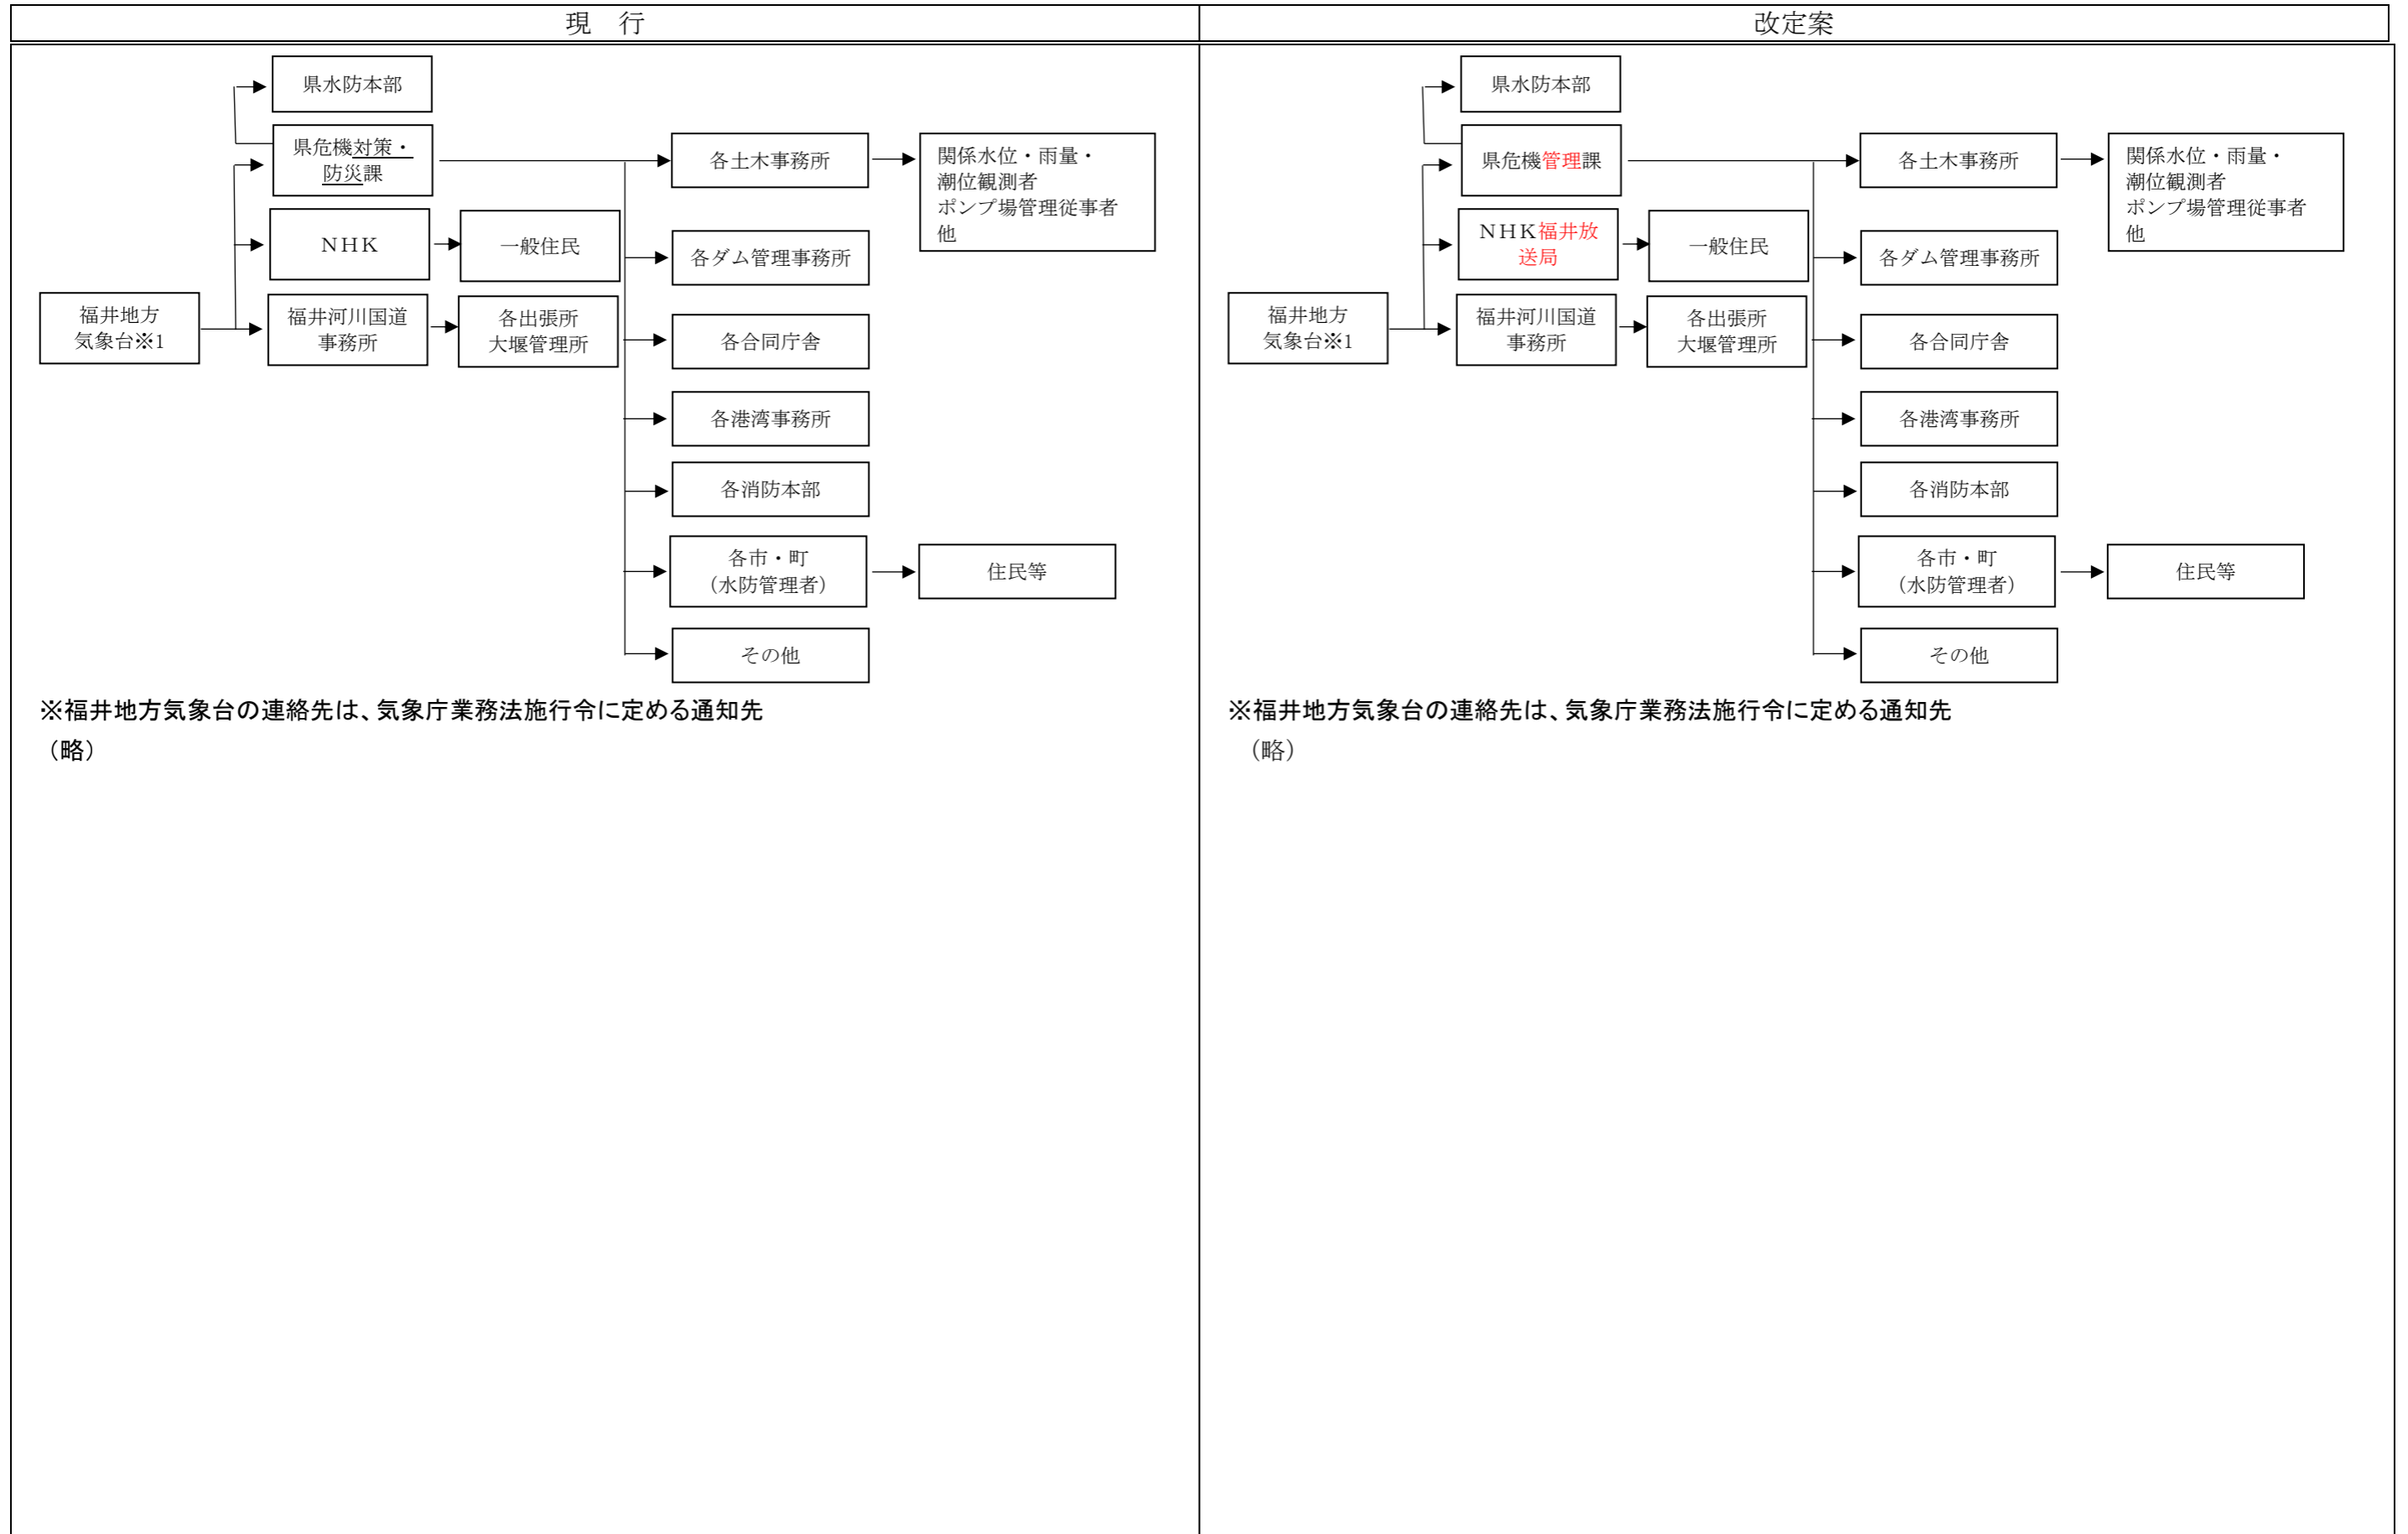 現　行
県水防本部
県危機対策・
防災課
各土木事務所
関係水位・雨量・
潮位観測者
ポンプ場管理従事者
他
ＮＨＫ
一般住民
各ダム管理事務所
福井地方
気象台※1
福井河川国道
事務所
各出張所
大堰管理所
各合同庁舎
各港湾事務所
各消防本部
各市・町
（水防管理者）
住民等
その他
※福井地方気象台の連絡先は、気象庁業務法施行令に定める通知先
（略）
改定案
県水防本部
県危機管理課
各土木事務所
関係水位・雨量・
潮位観測者
ポンプ場管理従事者
他
ＮＨＫ福井放
送局
一般住民
各ダム管理事務所
福井地方
気象台※1
福井河川国道
事務所
各出張所
大堰管理所
各合同庁舎
各港湾事務所
各消防本部
各市・町
（水防管理者）
住民等
その他
※福井地方気象台の連絡先は、気象庁業務法施行令に定める通知先
（略）